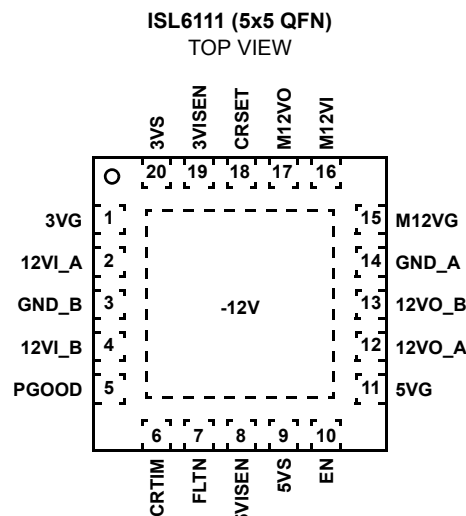 ISL6111 (5x5 QFN)
TOP VIEW
3VS
3VISEN
CRSET
M12VO
M12VI
20
19
18
17
16
3VG 1
12VI_A 2
GND_B 3
12VI_B 4
PGOOD 5
-12V
15 M12VG
14 GND_A
13 12VO_B
12 12VO_A
11 5VG
6
7
8
9
10
CRTIM
FLTN
5VS
EN